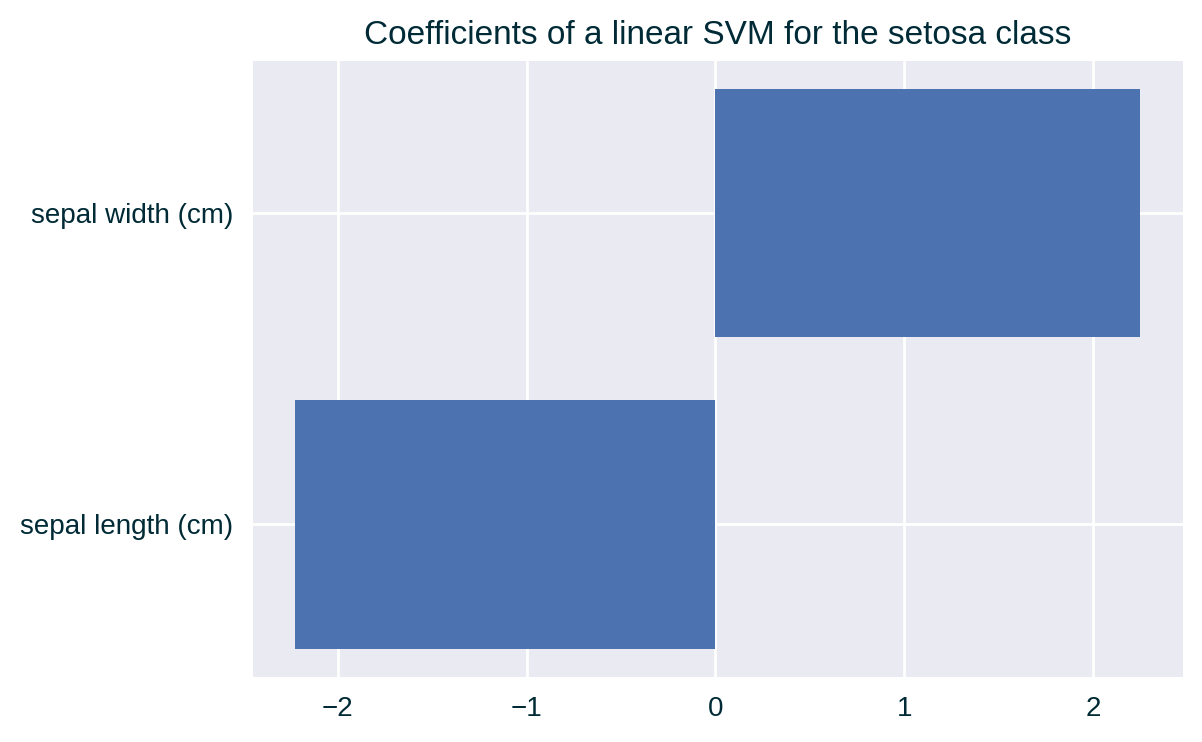 Coefficients of a linear SVM for the setosa class
sepal width (cm)
sepal length (cm)
−2 −1 0 1 2